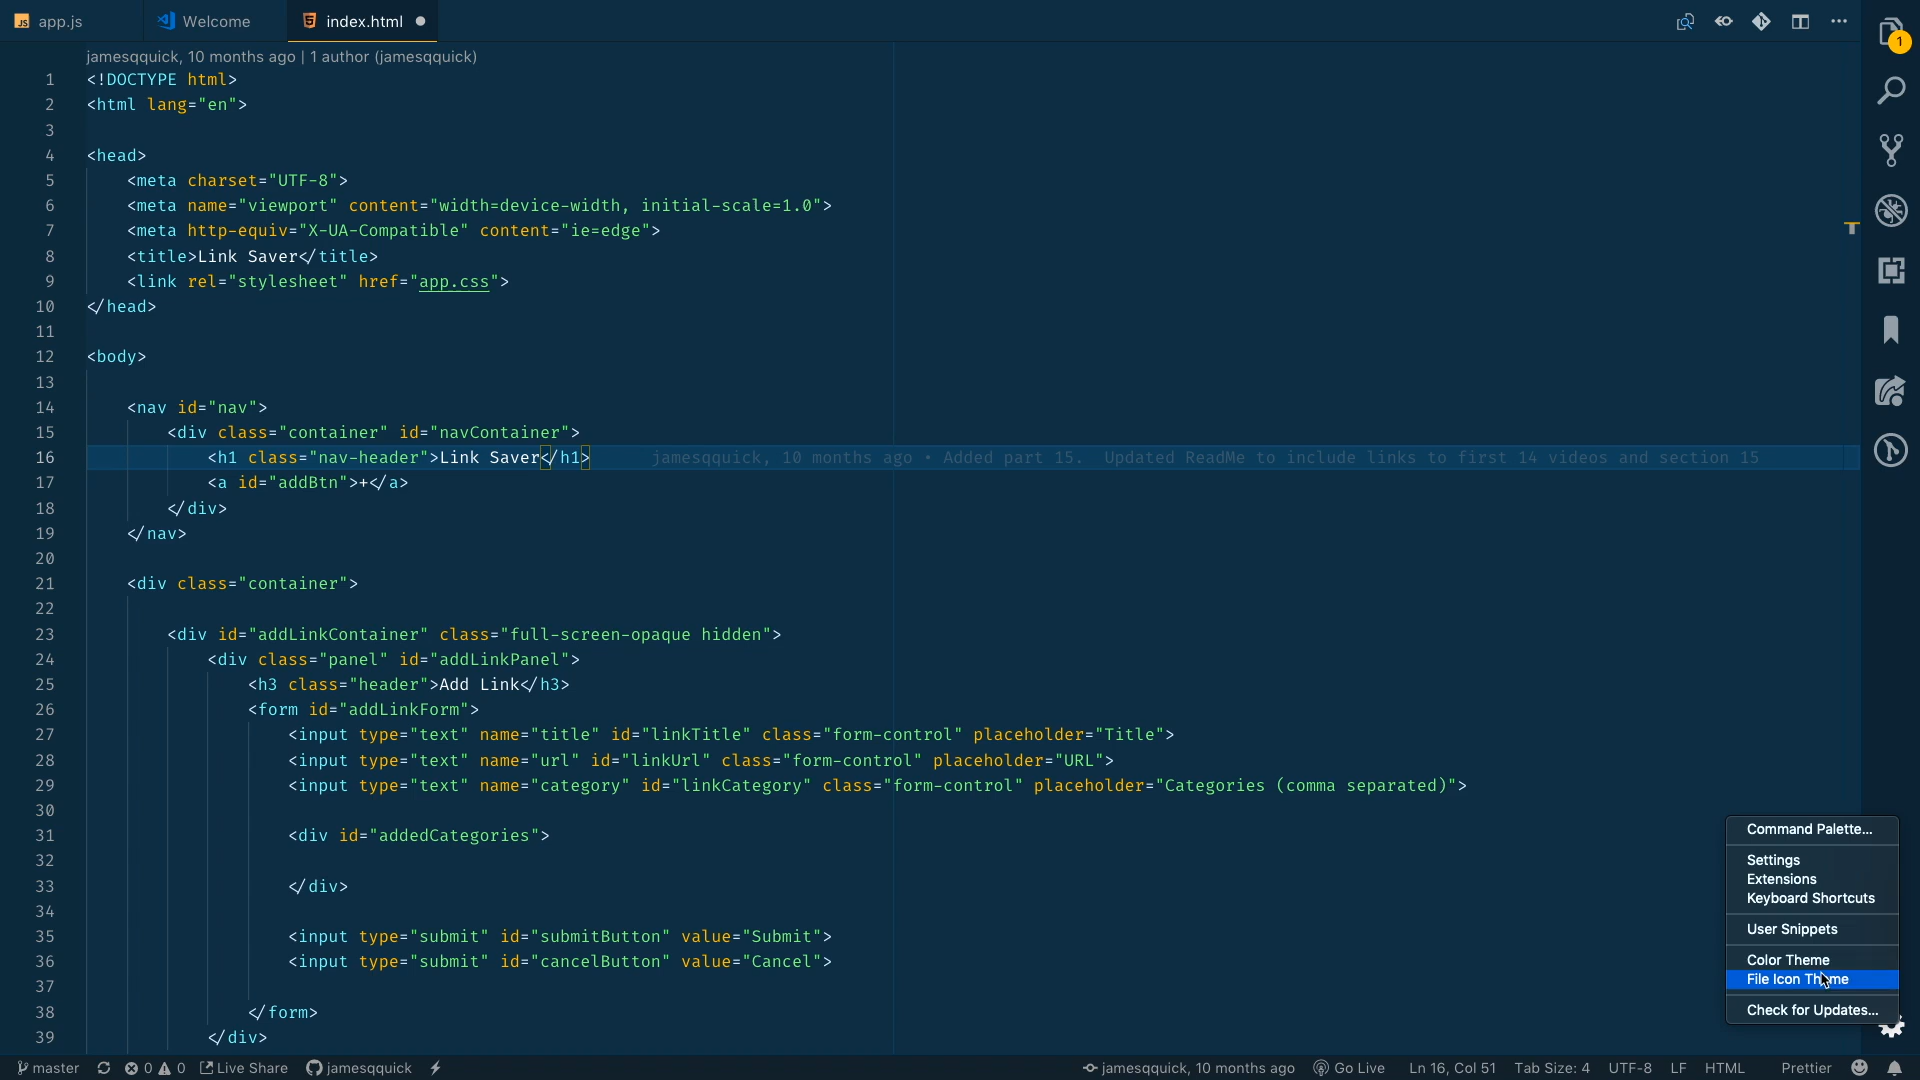 app.js Welcome index.html
1
jamesqquick, 10 months ago | 1 author (jamesqquick)
1 <!DOCTYPE html>
2 <html lang="en">
3
4 <head>
5 <meta charset="UTF-8">
6 <meta name="viewport" content="width=device-width, initial-scale=1.0">
7 <meta http-equiv="X-UA-Compatible" content="ie=edge">
8 <title>Link Saver</title>
9 <link rel="stylesheet" href="app.css">
10 </head>
11
12 <body>
13
14 <nav id="nav">
15 <div class="container" id="navContainer">
16 <h1 class="nav-header">Link Saver</h1> jamesqquick, 10 months ago • Added part 15. Updated ReadMe to include links to first 14 videos and section 15
17 <a id="addBtn">+</a>
18 </div>
19 </nav>
20
21 <div class="container">
22
23 <div id="addLinkContainer" class="full-screen-opaque hidden">
24 <div class="panel" id="addLinkPanel">
25 <h3 class="header">Add Link</h3>
26 <form id="addLinkForm">
27 <input type="text" name="title" id="linkTitle" class="form-control" placeholder="Title">
28 <input type="text" name="url" id="linkUrl" class="form-control" placeholder="URL">
29 <input type="text" name="category" id="linkCategory" class="form-control" placeholder="Categories (comma separated)">
30
31 <div id="addedCategories">
32
33 </div>
34
35 <input type="submit" id="submitButton" value="Submit">
36 <input type="submit" id="cancelButton" value="Cancel">
37
38 </form>
39 </div>
Command Palette...
Settings
Extensions
Keyboard Shortcuts
User Snippets
Color Theme
File Icon Theme
Check for Updates...
master 0 0 Live Share jamesqquick jamesqquick, 10 months ago Go Live Ln 16, Col 51 Tab Size: 4 UTF-8 LF HTML Prettier